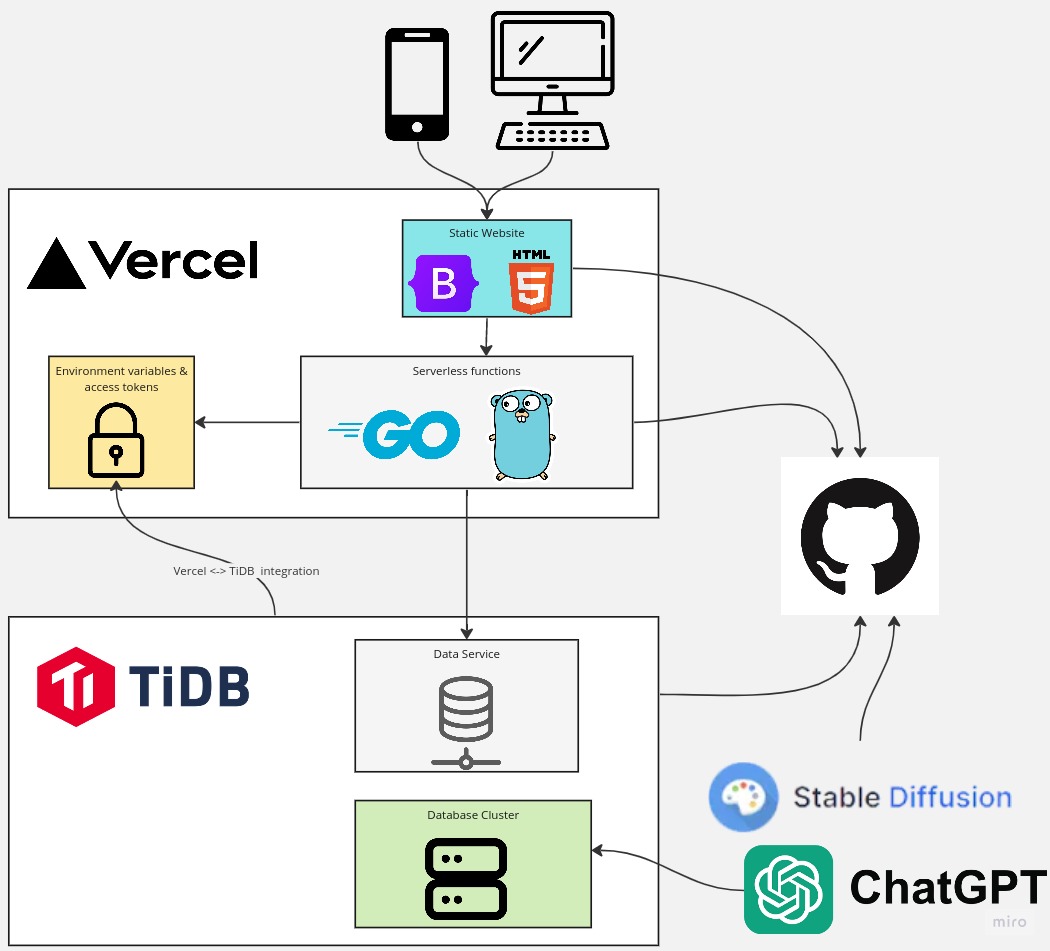 Static Website
B
HTML
5
Vercel
Environment variables &
access tokens
Serverless functions
GO
Vercel <-> TiDB integration
TiDB
Data Service
Stable Diffusion
Database Cluster
ChatGPT
miro